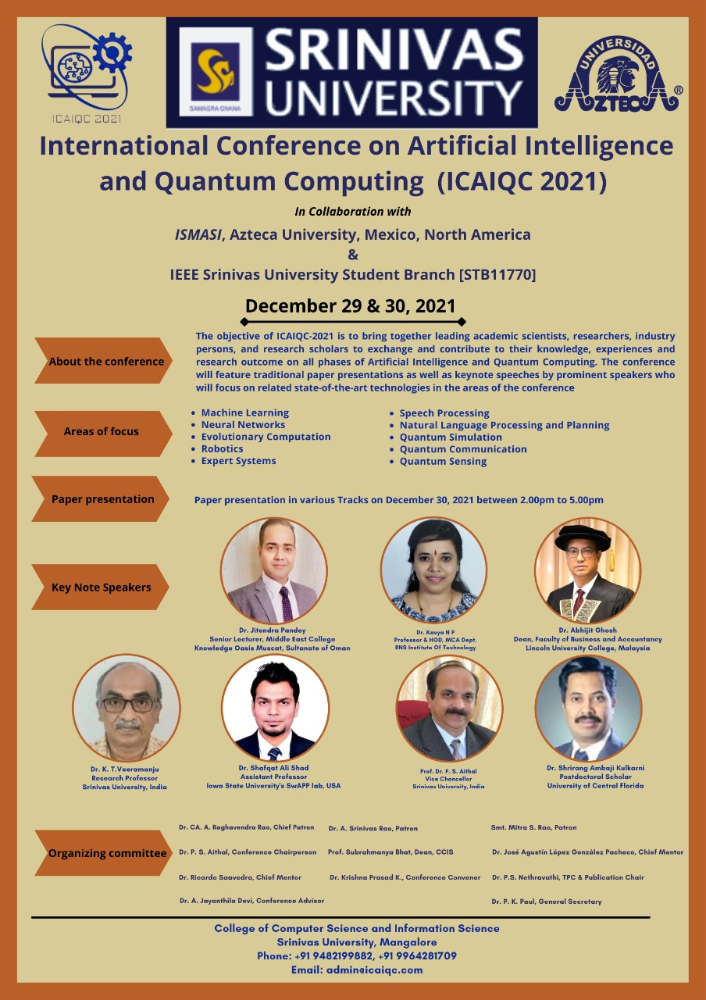 ICAIQC 2021
SAMAGRA GNANA
SRINIVAS
UNIVERSITY
UNIVERSIDAD
AZTECA
®
International Conference on Artificial Intelligence
and Quantum Computing (ICAIQC 2021)
In Collaboration with
ISMASI, Azteca University, Mexico, North America
&
IEEE Srinivas University Student Branch [STB11770]
December 29 & 30, 2021
About the conference
The objective of ICAIQC-2021 is to bring together leading academic scientists, researchers, industry
persons, and research scholars to exchange and contribute to their knowledge, experiences and
research outcome on all phases of Artificial Intelligence and Quantum Computing. The conference
will feature traditional paper presentations as well as keynote speeches by prominent speakers who
will focus on related state-of-the-art technologies in the areas of the conference
Areas of focus
• Machine Learning
• Neural Networks
• Evolutionary Computation
• Robotics
• Expert Systems
• Speech Processing
• Natural Language Processing and Planning
• Quantum Simulation
• Quantum Communication
• Quantum Sensing
Paper presentation
Paper presentation in various Tracks on December 30, 2021 between 2.00pm to 5.00pm
Key Note Speakers
Dr. Jitendra Pandey
Senior Lecturer, Middle East College
Knowledge Oasis Muscat, Sultanate of Oman
Dr. Kavya N P
Professor & HOD, MCA Dept.
RNS Institute Of Technology
Dr. Abhijit Ghosh
Dean, Faculty of Business and Accountancy
Lincoln University College, Malaysia
Dr. K. T.Veeramanju
Research Professor
Srinivas University, India
Dr. Shafqat Ali Shad
Assistant Professor
Iowa State University's SwAPP lab, USA
Prof. Dr. P. S. Aithal
Vice Chancellor
Srinivas University, India
Dr. Shrirang Ambaji Kulkarni
Postdoctoral Scholar
University of Central Florida
Organizing committee
Dr. CA. A. Raghavendra Rao, Chief Patron
Dr. A. Srinivas Rao, Patron
Smt. Mitra S. Rao, Patron
Dr. P. S. Aithal, Conference Chairperson
Prof. Subrahmanya Bhat, Dean, CCIS
Dr. José Agustín López González Pacheco, Chief Mentor
Dr. Ricardo Saavedra, Chief Mentor
Dr. Krishna Prasad K., Conference Convener
Dr. P.S. Nethravathi, TPC & Publication Chair
Dr. A. Jayanthila Devi, Conference Advisor
Dr. P. K. Paul, General Secretary
College of Computer Science and Information Science
Srinivas University, Mangalore
Phone: +91 9482199882, +91 9964281709
Email: admin@icaiqc.com